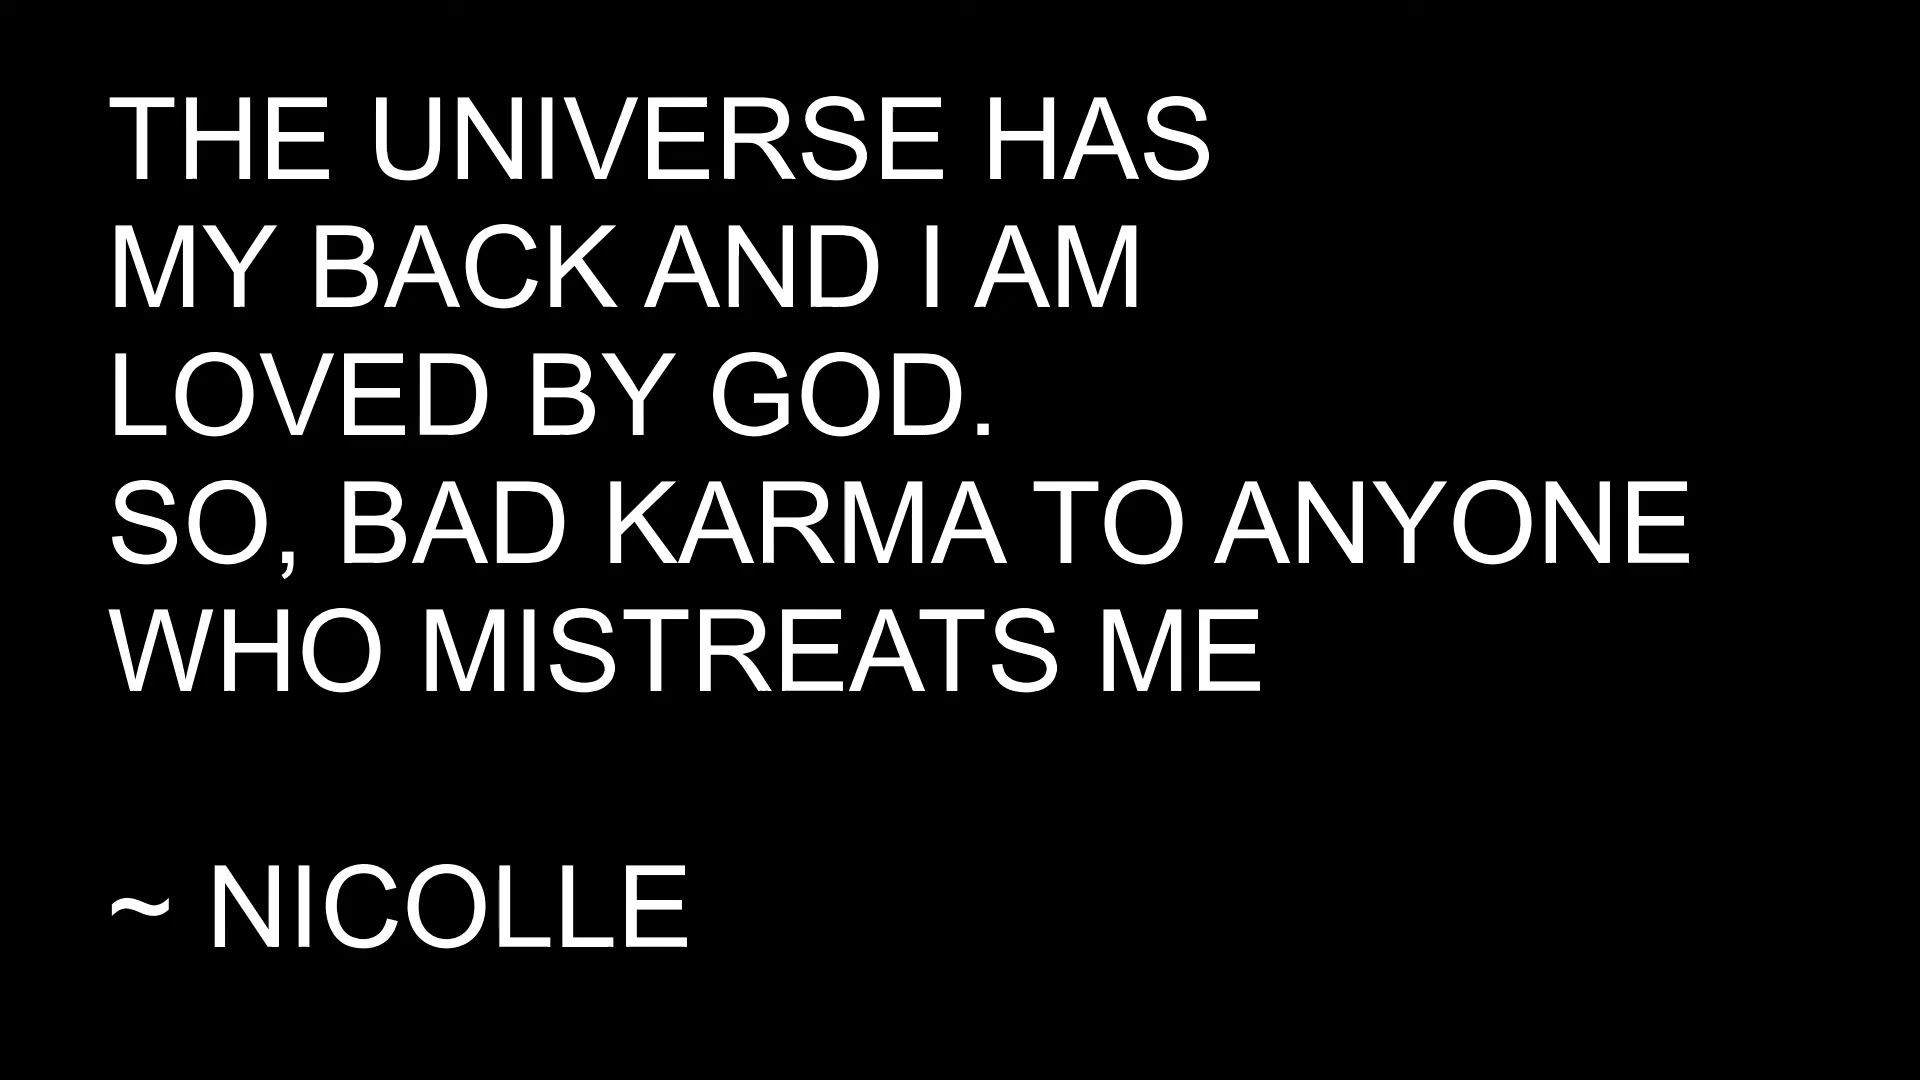 THE UNIVERSE HAS
MY BACK AND I AM
LOVED BY GOD.
SO, BAD KARMA TO ANYONE
WHO MISTREATS ME
~ NICOLLE